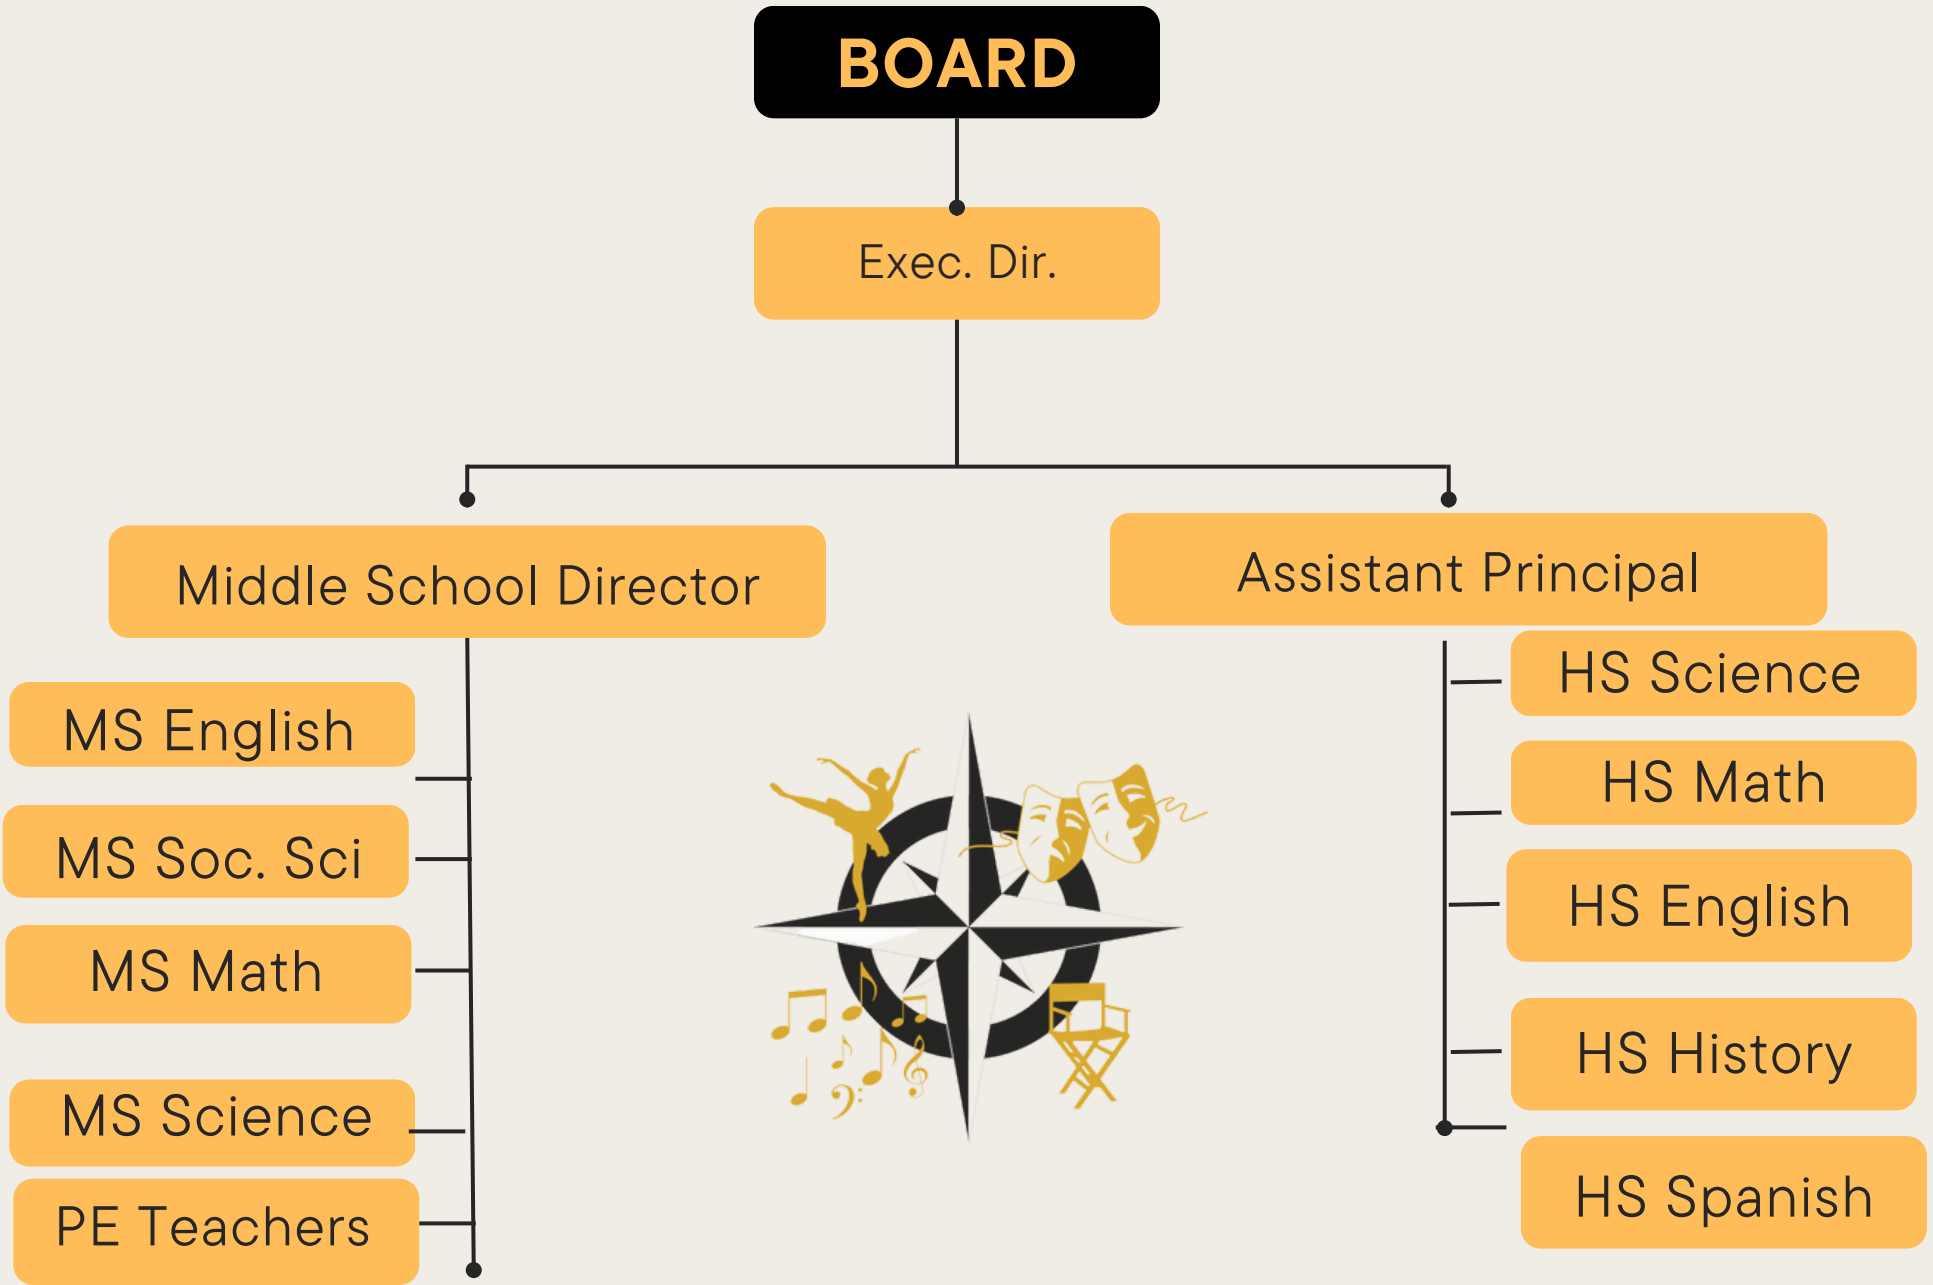 BOARD
Exec. Dir.
Middle School Director
Assistant Principal
MS English
MS Soc. Sci
MS Math
MS Science
PE Teachers
HS Science
HS Math
HS English
HS History
HS Spanish